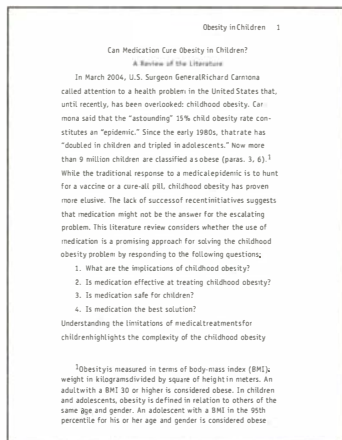 Obesity in Children 1
Can Medication Cure Obesity in Children?
A Review of the Literature
In March 2004, U.S. Surgeon General Richard Carmona
called attention to a health problem in the United States that,
until recently, has been overlooked: childhood obesity. Car-
mona said that the "astounding" 15% child obesity rate con-
stitutes an "epidemic." Since the early 1980s, that rate has
"doubled in children and tripled in adolescents." Now more
than 9 million children are classified as obese (paras. 3, 6).1
While the traditional response to a medical epidemic is to hunt
for a vaccine or a cure-all pill, childhood obesity has proven
more elusive. The lack of success of recent initiatives suggests
that medication might not be the answer for the escalating
problem. This literature review considers whether the use of
medication is a promising approach for solving the childhood
obesity problem by responding to the following questions:
1. What are the implications of childhood obesity?
2. Is medication effective at treating childhood obesity?
3. Is medication safe for children?
4. Is medication the best solution?
Understanding the limitations of medical treatments for
children highlights the complexity of the childhood obesity
1Obesity is measured in terms of body-mass index (BMI):
weight in kilograms divided by square of height in meters. An
adult with a BMI 30 or higher is considered obese. In children
and adolescents, obesity is defined in relation to others of the
same age and gender. An adolescent with a BMI in the 95th
percentile for his or her age and gender is considered obese